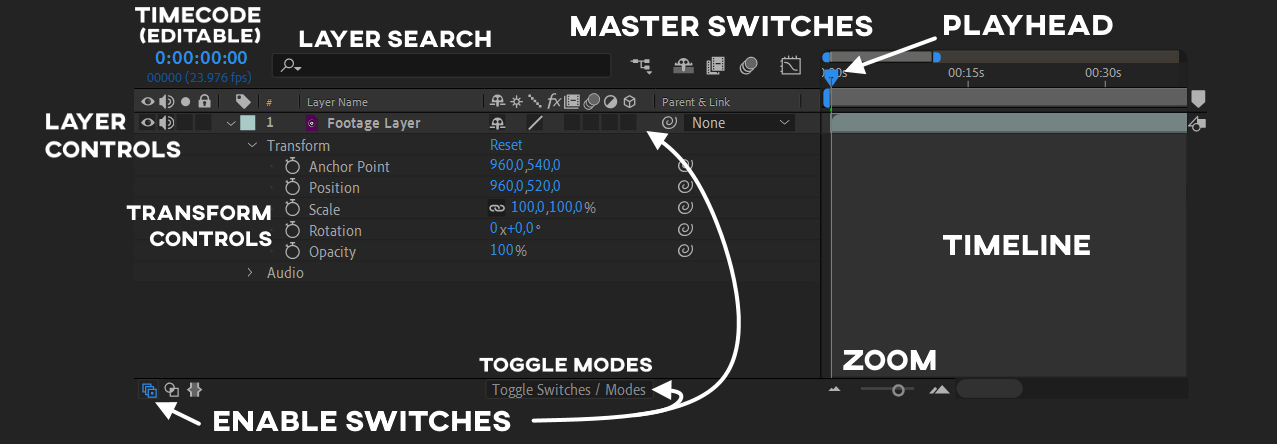 TIMECODE
(EDITABLE)
LAYER SEARCH
MASTER SWITCHES
PLAYHEAD
0:00:00:00
00000 (23.976 fps)
00s
00:15s
00:30s
# Layer Name
fx
Parent & Link
LAYER
CONTROLS
1 Footage Layer
None
Transform
Reset
Anchor Point
960,0,540,0
Position
960,0,520,0
TRANSFORM
CONTROLS
Scale
100,0,100,0%
Rotation
0x+0,0°
Opacity
100%
Audio
TIMELINE
TOGGLE MODES
ZOOM
Toggle Switches / Modes
ENABLE SWITCHES